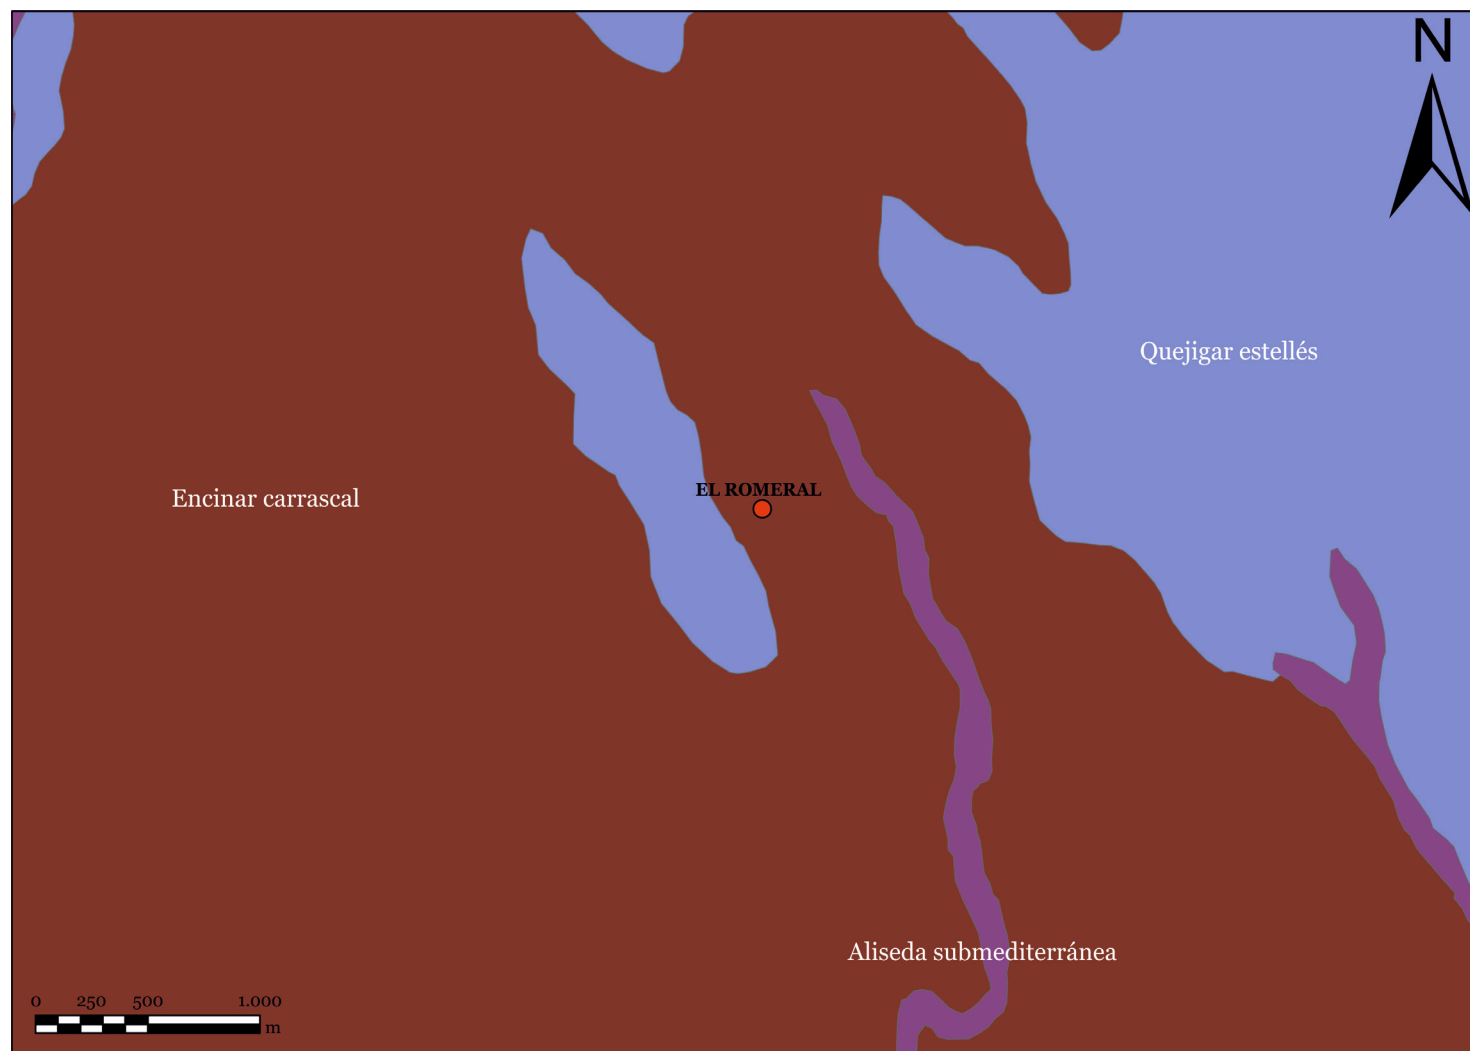 N
Quejigar estellés
EL ROMERAL
Encinar carrascal
Aliseda submediterránea
0 250 500 1.000
m